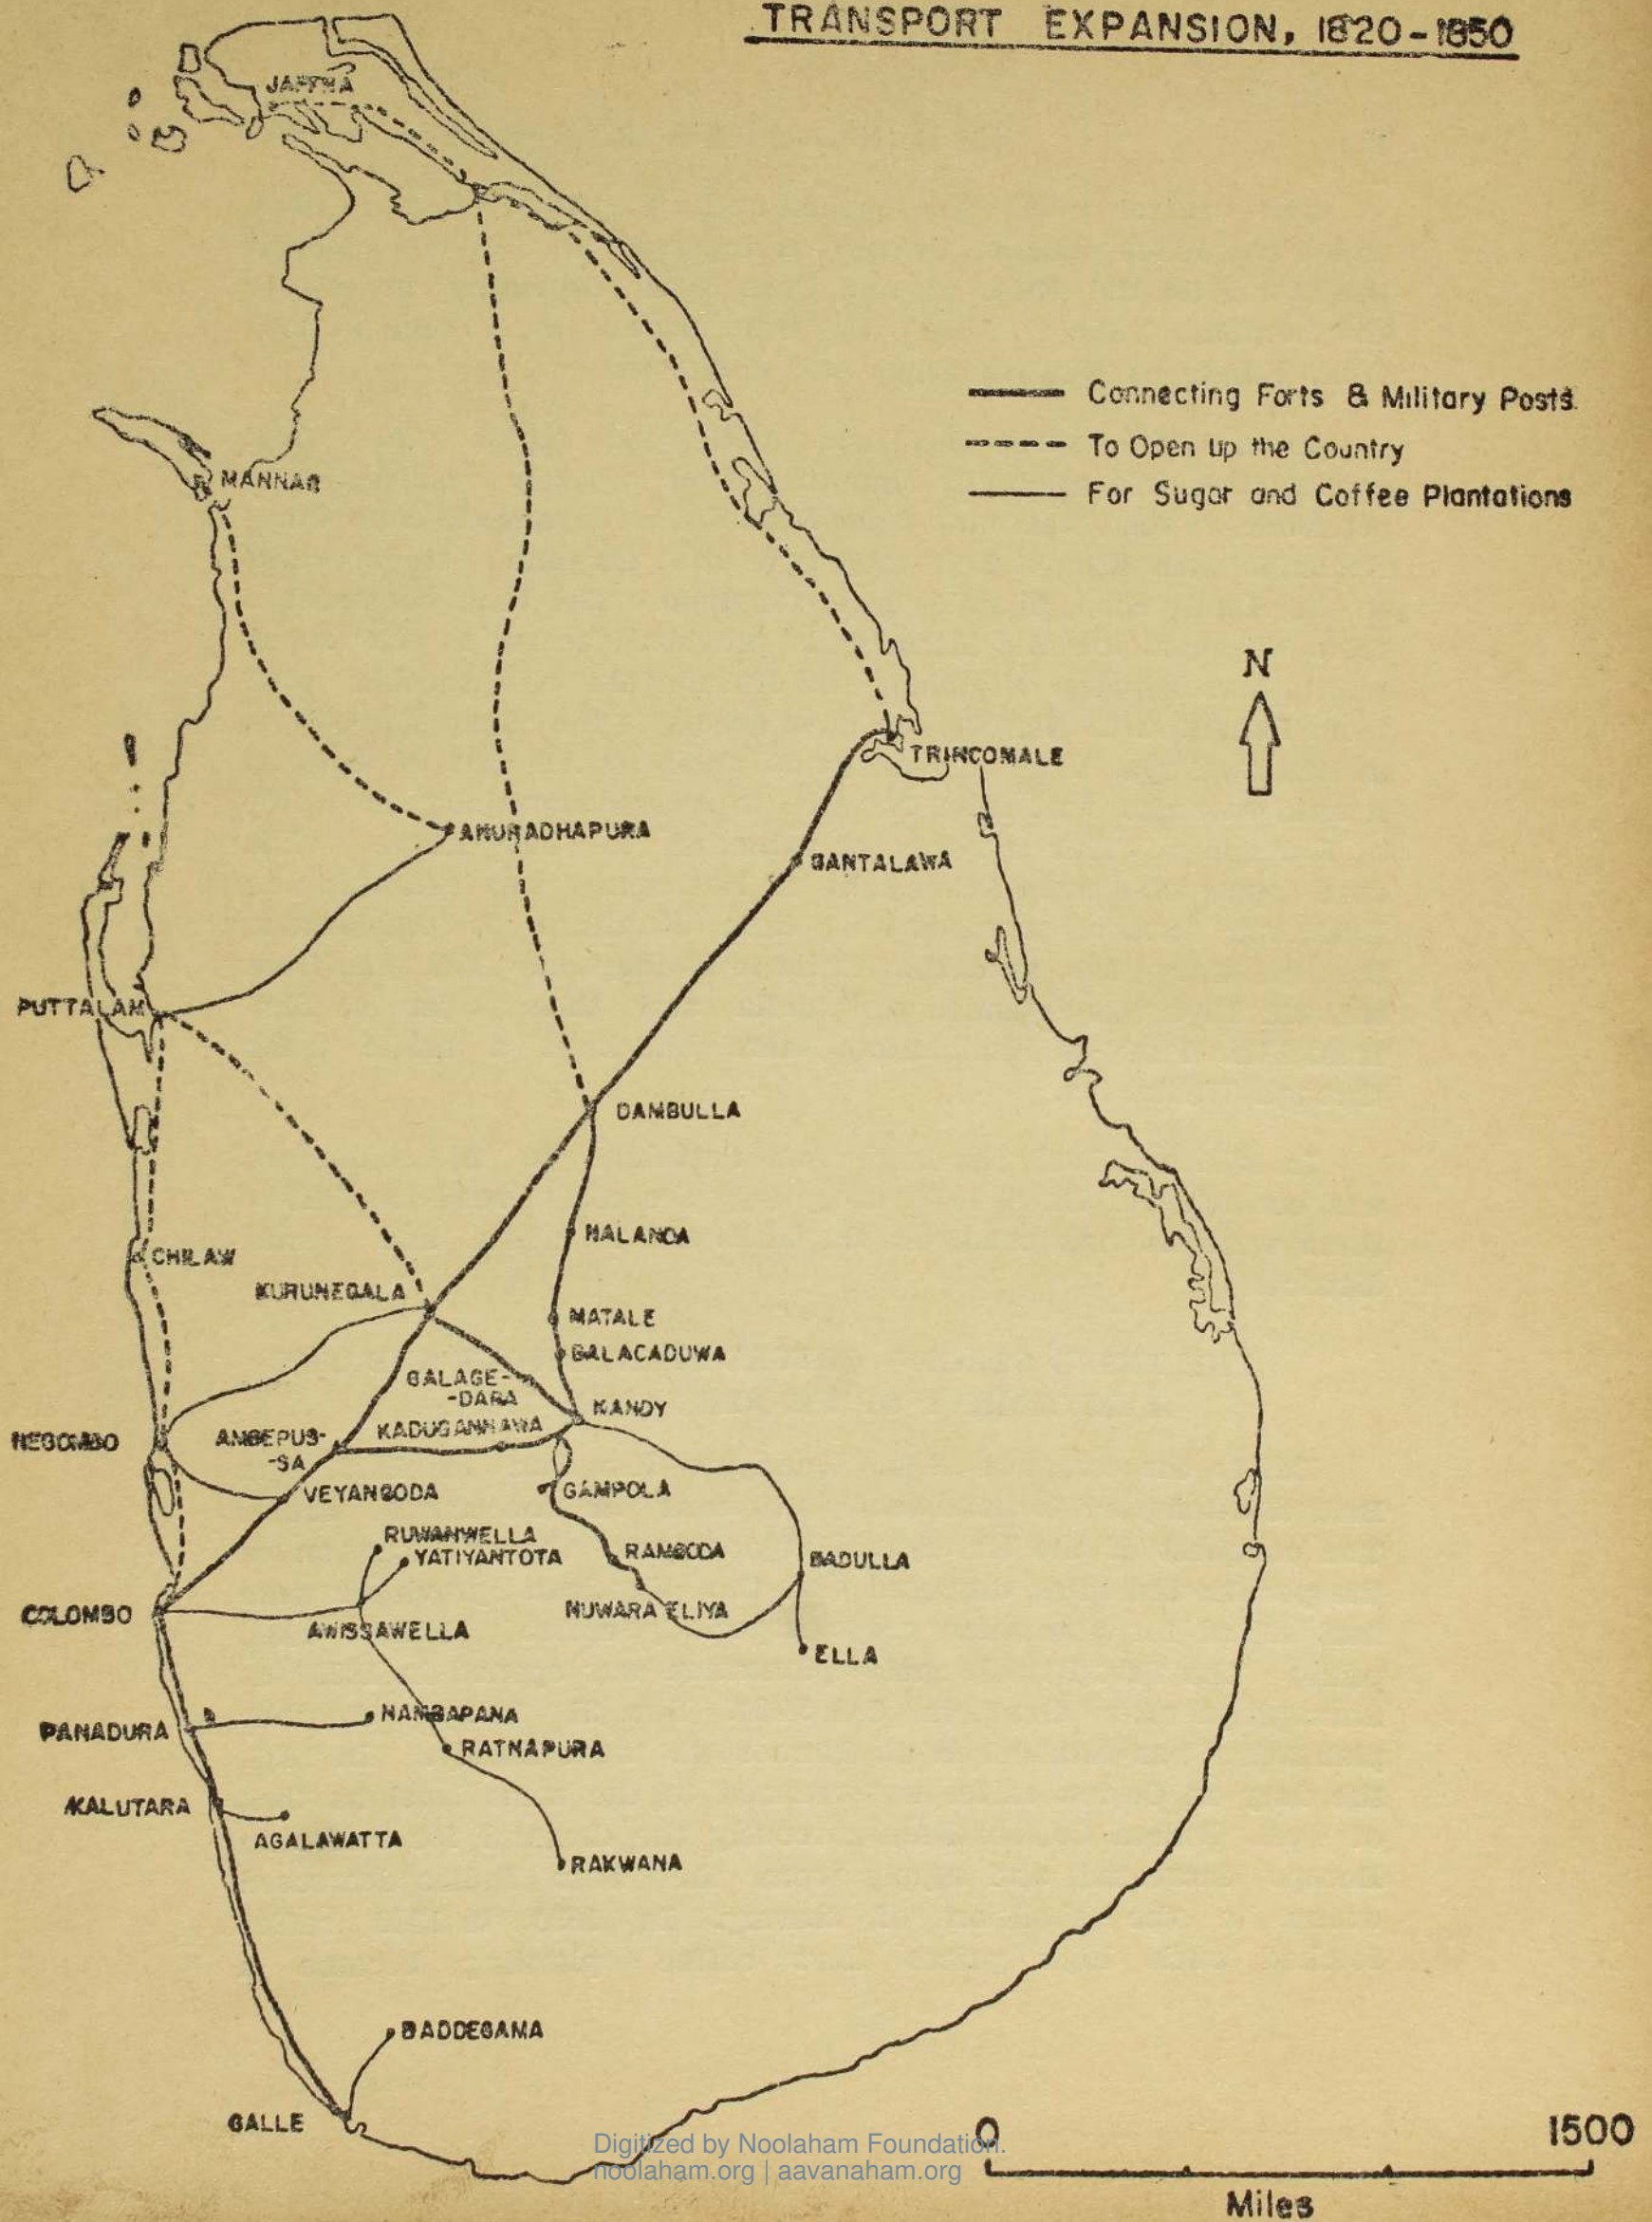 TRANSPORT EXPANSION, 1820-1850
JAFFNA
Connecting Forts & Military Posts.
To Open up the Country
For Sugar and Coffee Plantations
MANNAR
N
TRINCOMALE
ANURADHAPURA
GANTALAWA
PUTTALAM
DAMBULLA
NALANDA
CHILAW
KURUNEGALA
MATALE
BALACADUWA
GALAGE-
-DARA
KANDY
KADUGANNAWA
NEGOMBO
AMBEPUS-
-SA
VEYANGODA
GAMPOLA
RUWANWELLA
YATIYANTOTA
RAMBODA
BADULLA
COLOMBO
NUWARA ELIYA
AWISSAWELLA
ELLA
NAMBAPANA
PANADURA
RATNAPURA
KALUTARA
AGALAWATTA
RAKWANA
BADDEGAMA
GALLE
0 1500
Miles
Digitized by Noolaham Foundation.
noolaham.org | aavanaham.org